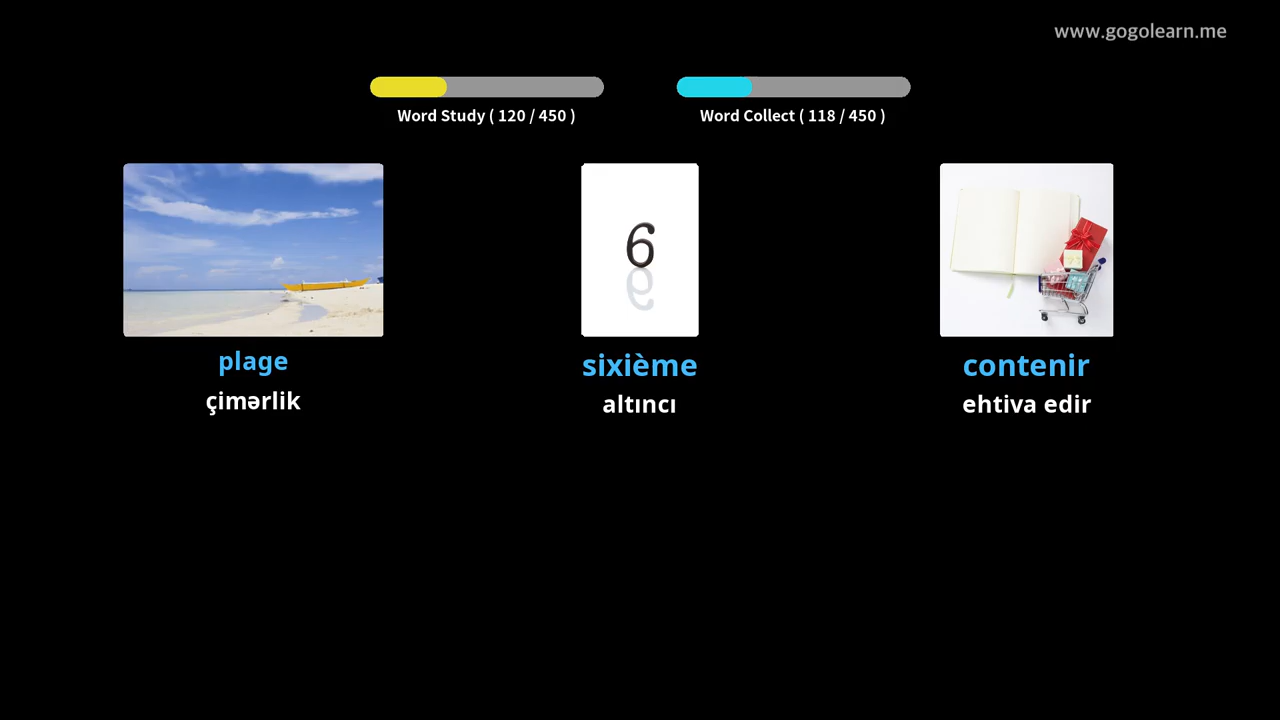 www.gogolearn.me
Word Study ( 120 / 450 )
Word Collect ( 118 / 450 )
6
plage
sixième
contenir
çimərlik
altıncı
ehtiva edir